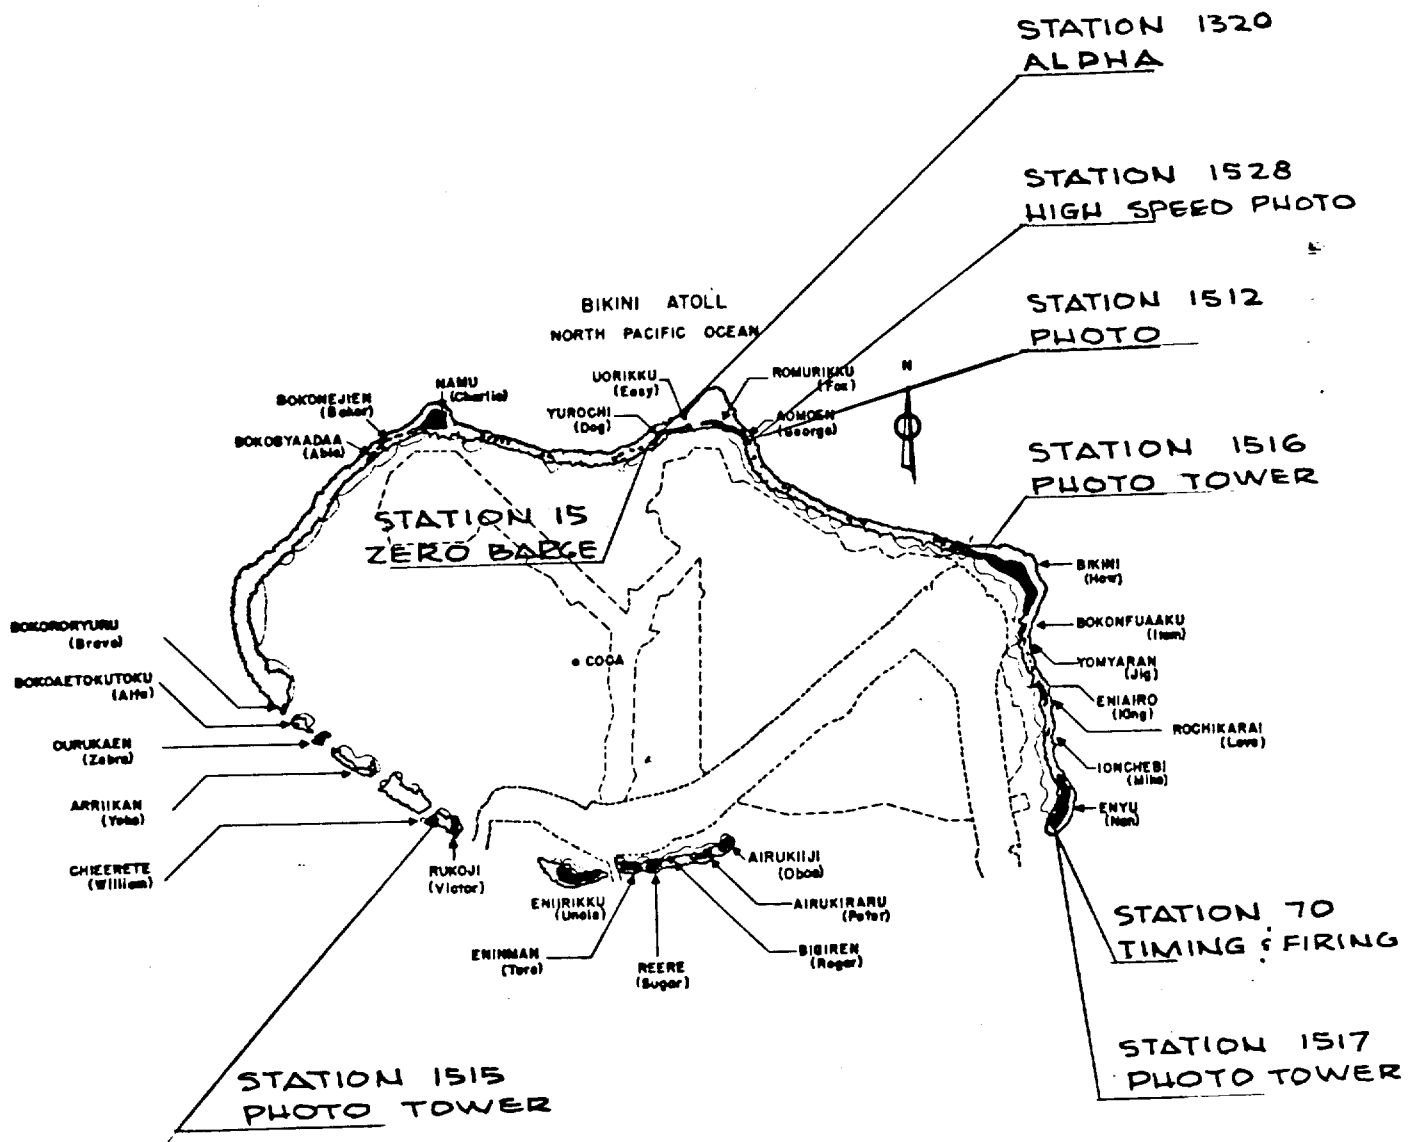 STATION 1320
ALPHA
STATION 1528
HIGH SPEED PHOTO
STATION 1512
PHOTO
BIKINI ATOLL
NORTH PACIFIC OCEAN
N
NAMU
(Charlie)
BOKONEJIEN
(Baker)
BOKOBYAADAA
(Able)
UORIKKU
(Easy)
YUROCHI
(Dog)
ROMURIKKU
(Fox)
AOMOEN
(George)
STATION 1516
PHOTO TOWER
STATION 15
ZERO BARGE
BIKINI
(How)
BOKONFUAAKU
(Item)
YOMYARAN
(Jig)
ENIAIRO
(King)
ROCHIKARAI
(Love)
IONCHEBI
(Mike)
ENYU
(Nan)
COCA
BOKORORYURU
(Bravo)
BOKOAETOKUTOKU
(Alfa)
OURUKAEN
(Zebra)
ARRIIKAN
(Yoke)
CHIEERETE
(William)
RUKOJI
(Victor)
ENIIRIKKU
(Uncle)
AIRUKIIJI
(Oboe)
AIRUKIRARU
(Peter)
BIGIREN
(Roger)
ENINMAN
(Tare)
REERE
(Sugar)
STATION 70
TIMING & FIRING
STATION 1517
PHOTO TOWER
STATION 1515
PHOTO TOWER